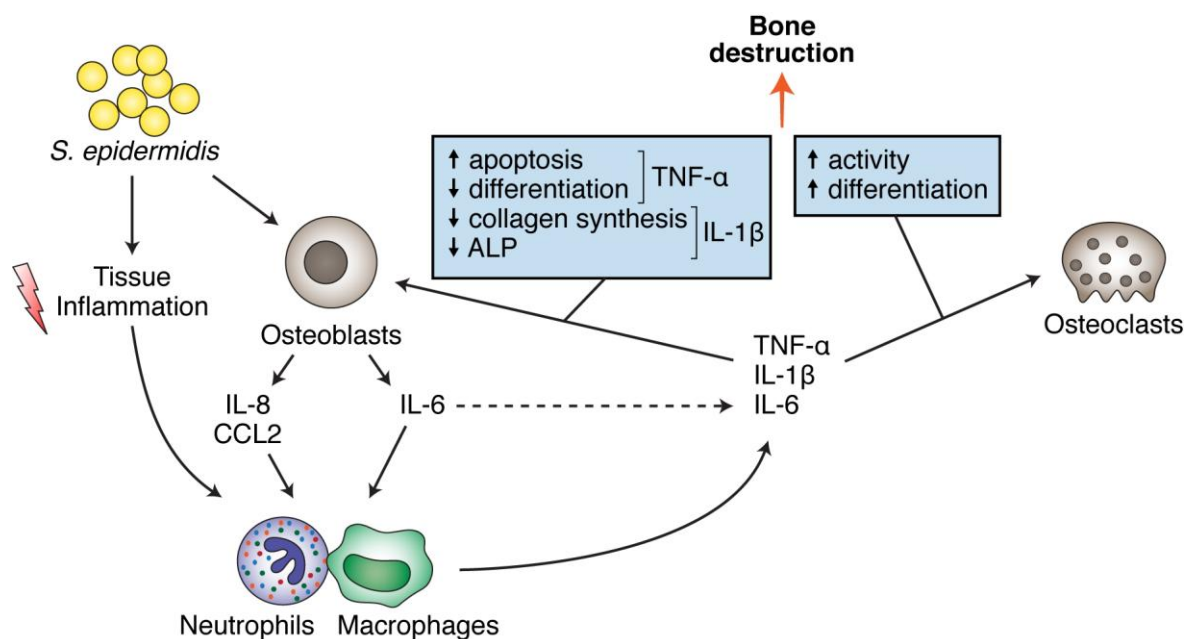 Bone
destruction
S. epidermidis
↑ apoptosis
↓ differentiation
TNF-α
↓ collagen synthesis
↓ ALP
IL-1β
↑ activity
↑ differentiation
Tissue
Inflammation
Osteoblasts
Osteoclasts
TNF-α
IL-1β
IL-6
IL-8
CCL2
IL-6
Neutrophils
Macrophages